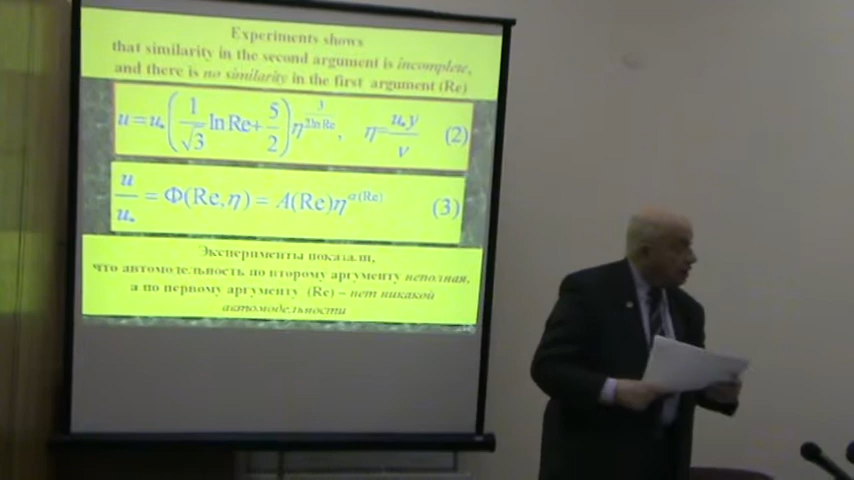 Experiments shows
that similarity in the second argument is incomplete,
and there is no similarity in the first argument (Re)
u = u* ( 1/√3 ln Re + 5/2 ) η^(3/(2 ln Re)), η = u* y / ν (2)
u/u* = Φ(Re, η) = A(Re) η^α(Re) (3)
Эксперименты показали,
что автомодельность по второму аргументу неполная,
а по первому аргументу (Re) – нет никакой
автомодельности